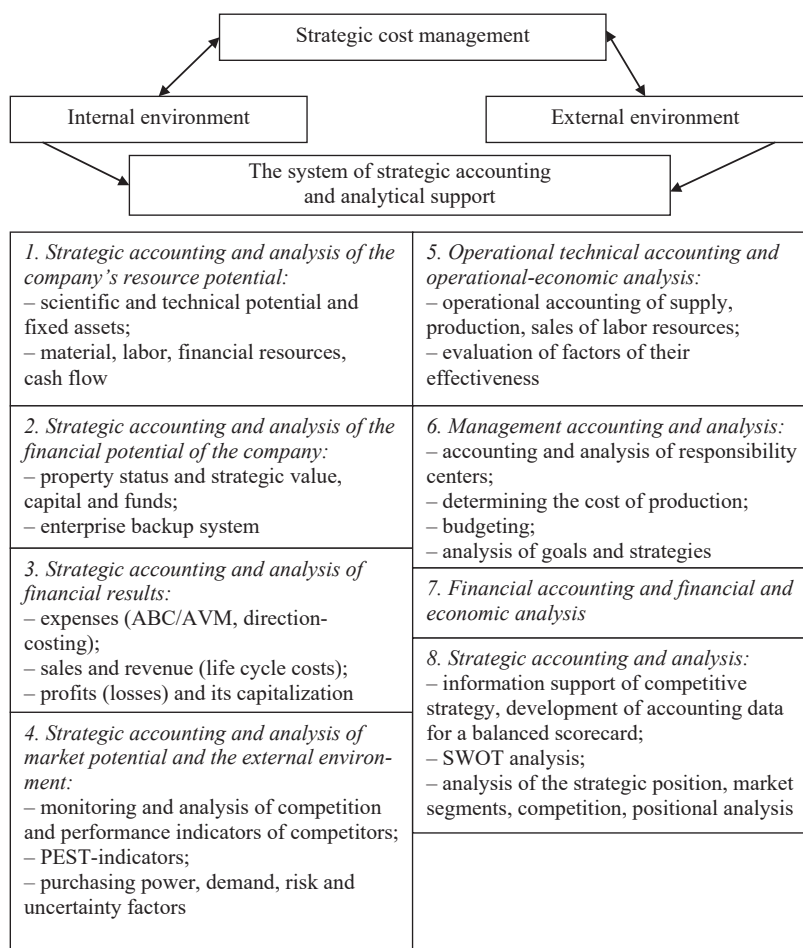 Strategic cost management
Internal environment
External environment
The system of strategic accounting
and analytical support
1. Strategic accounting and analysis of the
company’s resource potential:
– scientific and technical potential and
fixed assets;
– material, labor, financial resources,
cash flow
2. Strategic accounting and analysis of the
financial potential of the company:
– property status and strategic value,
capital and funds;
– enterprise backup system
3. Strategic accounting and analysis of
financial results:
– expenses (ABC/AVM, direction-
costing);
– sales and revenue (life cycle costs);
– profits (losses) and its capitalization
4. Strategic accounting and analysis of
market potential and the external environ-
ment:
– monitoring and analysis of competition
and performance indicators of competitors;
– PEST-indicators;
– purchasing power, demand, risk and
uncertainty factors
5. Operational technical accounting and
operational-economic analysis:
– operational accounting of supply,
production, sales of labor resources;
– evaluation of factors of their
effectiveness
6. Management accounting and analysis:
– accounting and analysis of responsibility
centers;
– determining the cost of production;
– budgeting;
– analysis of goals and strategies
7. Financial accounting and financial and
economic analysis
8. Strategic accounting and analysis:
– information support of competitive
strategy, development of accounting data
for a balanced scorecard;
– SWOT analysis;
– analysis of the strategic position, market
segments, competition, positional analysis